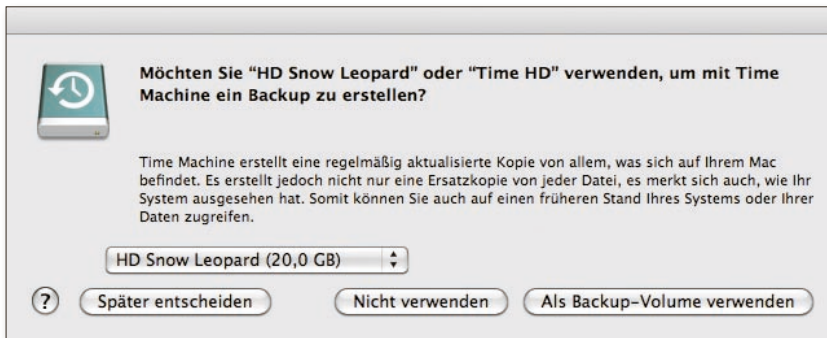 Möchten Sie “HD Snow Leopard” oder “Time HD” verwenden, um mit Time
Machine ein Backup zu erstellen?
Time Machine erstellt eine regelmäßig aktualisierte Kopie von allem, was sich auf Ihrem Mac
befindet. Es erstellt jedoch nicht nur eine Ersatzkopie von jeder Datei, es merkt sich auch, wie Ihr
System ausgesehen hat. Somit können Sie auch auf einen früheren Stand Ihres Systems oder Ihrer
Daten zugreifen.
HD Snow Leopard (20,0 GB)
? Später entscheiden Nicht verwenden Als Backup-Volume verwenden